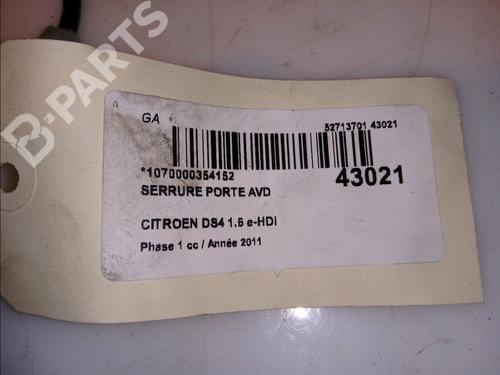 B-PARTS
GA
52713701 43021
*1070000354152
43021
SERRURE PORTE AVD
CITROEN DS4 1.6 e-HDi
Phase 1 cc / Année 2011